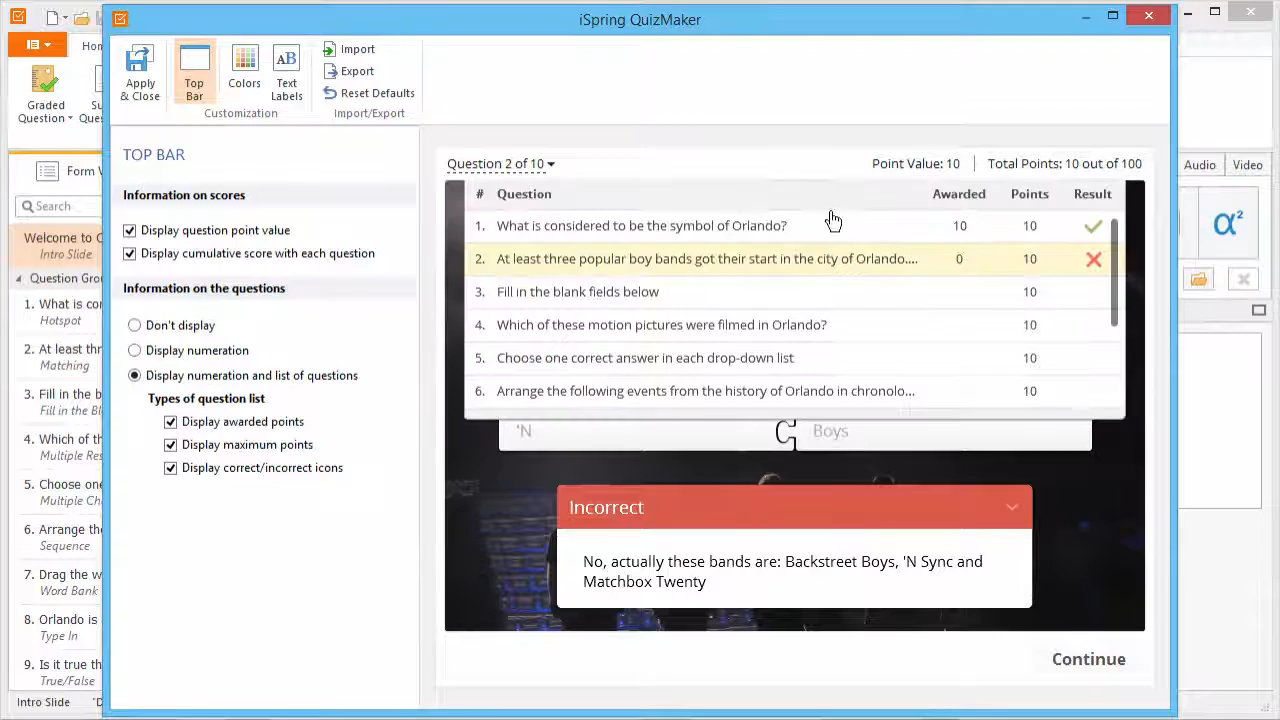 iSpring QuizMaker
Graded
Question
Form V
Search
Welcome to C
Intro Slide
Question Grou
1. What is con
Hotspot
2. At least thr
Matching
3. Fill in the b
Fill in the Bl
4. Which of th
Multiple Res
5. Choose one
Multiple Ch
6. Arrange the
Sequence
7. Drag the w
Word Bank
8. Orlando is
Type In
9. Is it true th
True/False
Intro Slide
Apply
& Close
Top
Bar
Colors
Text
Labels
Customization
Import
Export
Reset Defaults
Import/Export
TOP BAR
Information on scores
Display question point value
Display cumulative score with each question
Information on the questions
Don't display
Display numeration
Display numeration and list of questions
Types of question list
Display awarded points
Display maximum points
Display correct/incorrect icons
Question 2 of 10
Point Value: 10 | Total Points: 10 out of 100
# Question Awarded Points Result
1. What is considered to be the symbol of Orlando? 10 10
2. At least three popular boy bands got their start in the city of Orlando.... 0 10
3. Fill in the blank fields below 10
4. Which of these motion pictures were filmed in Orlando? 10
5. Choose one correct answer in each drop-down list 10
6. Arrange the following events from the history of Orlando in chronolo... 10
'N Boys
Incorrect
No, actually these bands are: Backstreet Boys, 'N Sync and
Matchbox Twenty
Continue
Audio Video
α²